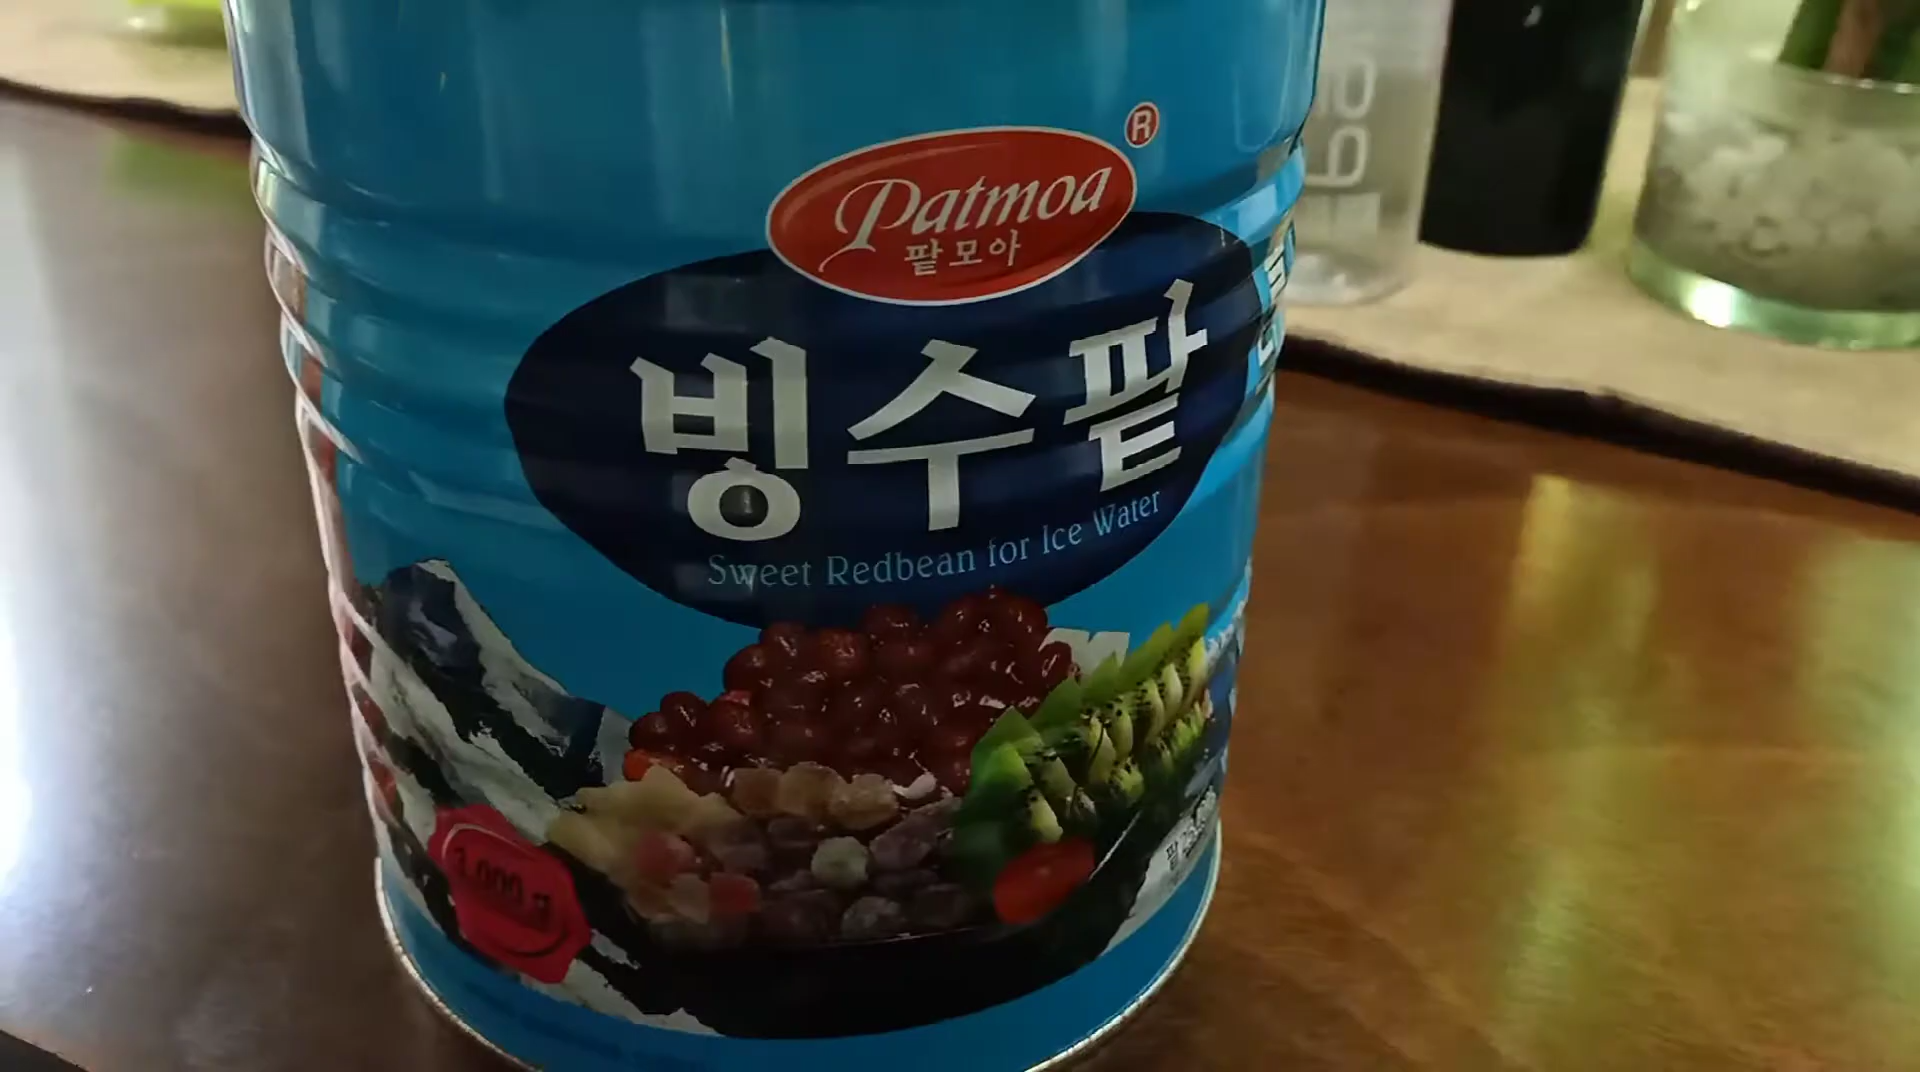 Patmoa
®
팥모아
빙수팥
Sweet Redbean for Ice Water